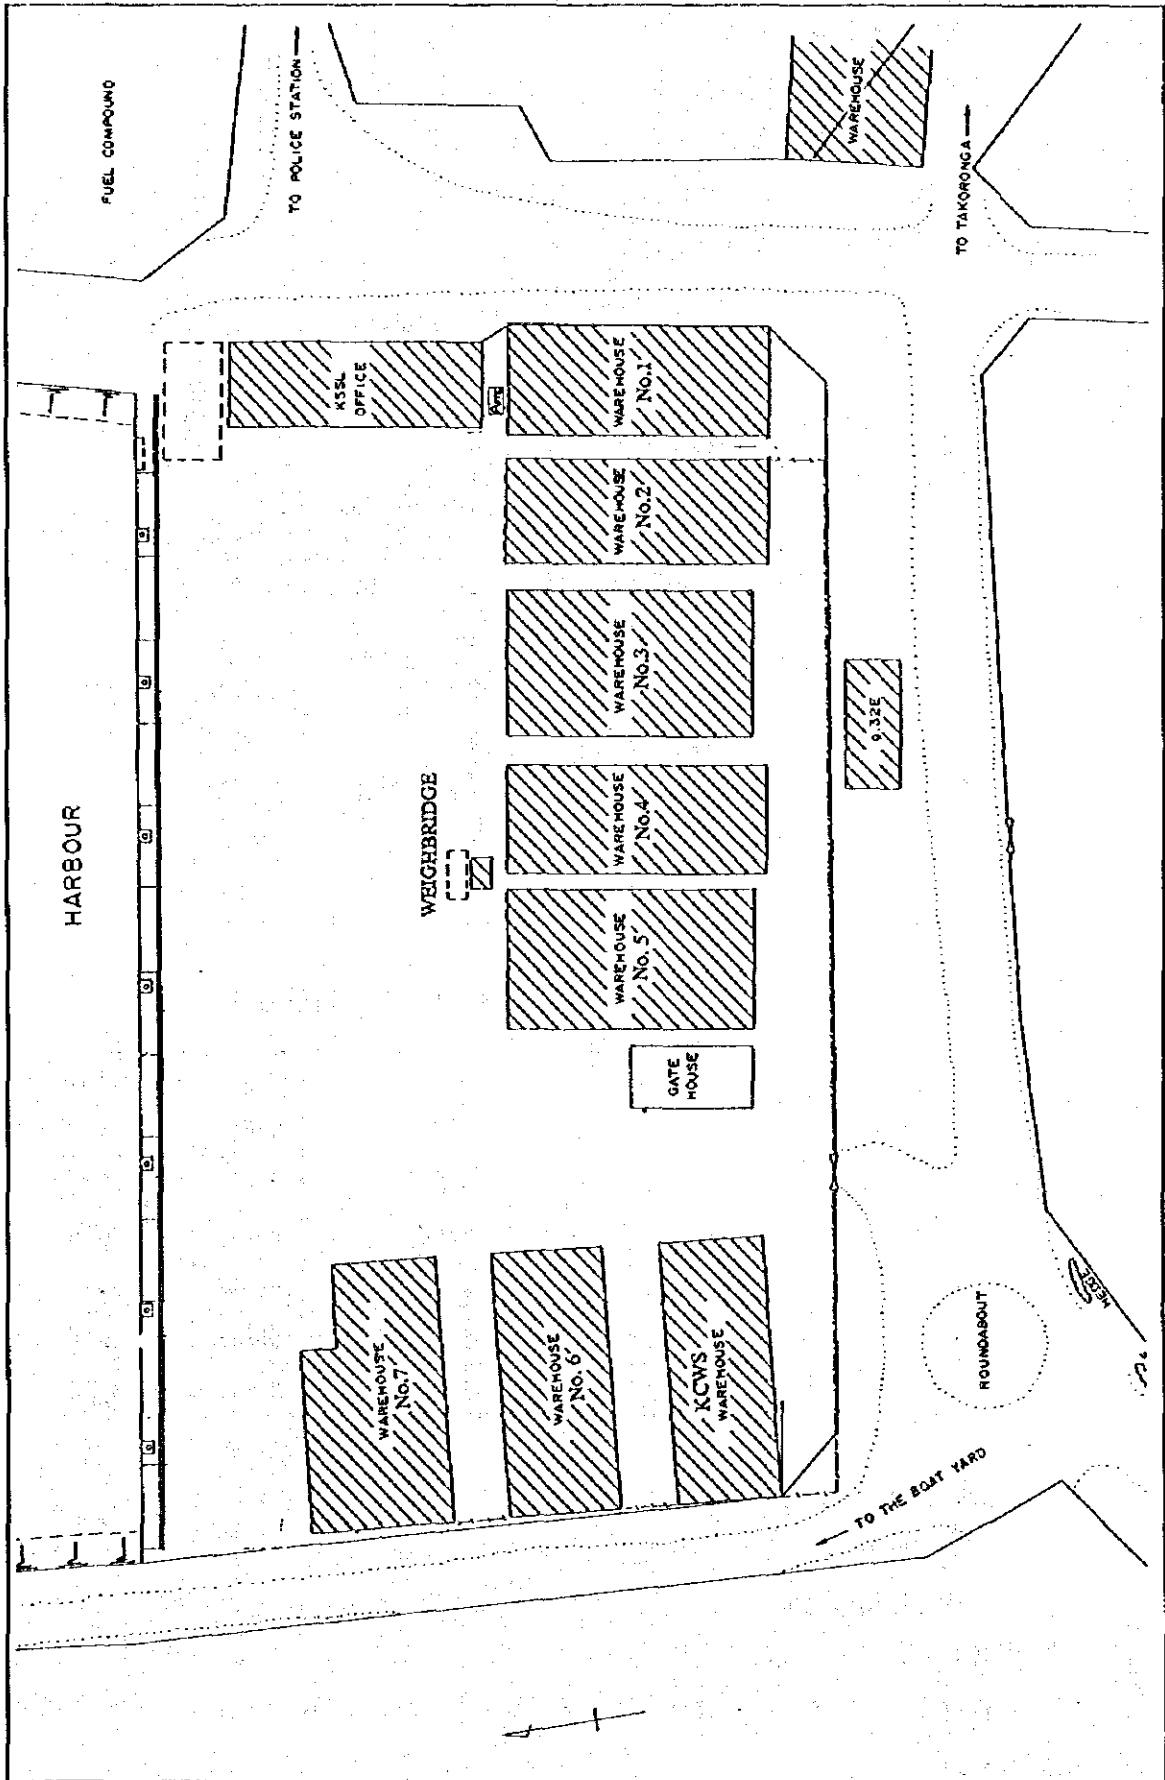 FUEL COMPOUND
TO POLICE STATION
WAREHOUSE
TO TAKORONGA
KSSL
OFFICE
WAREHOUSE
No.1
WAREHOUSE
No.2
WAREHOUSE
No.3
HARBOUR
WEIGHBRIDGE
WAREHOUSE
No.4
9.32E
WAREHOUSE
No. 5
GATE
HOUSE
WAREHOUSE
No.7
WAREHOUSE
No. 6
KCWS
WAREHOUSE
ROUNDABOUT
HEDGE
TO THE BOAT YARD